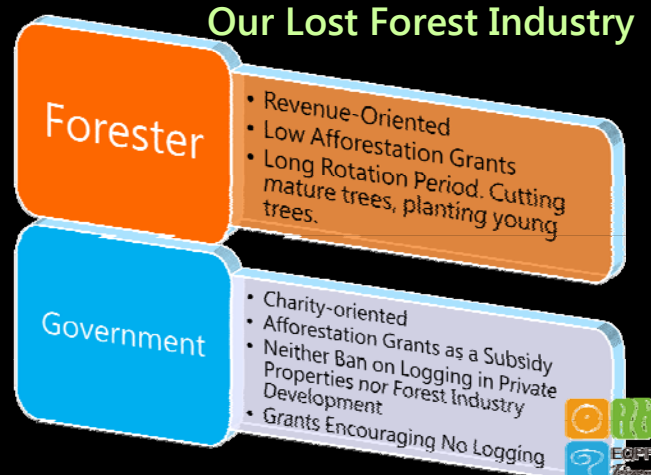 Our Lost Forest Industry
Forester
• Revenue-Oriented
• Low Afforestation Grants
• Long Rotation Period. Cutting
mature trees, planting young
trees.
Government
• Charity-oriented
• Afforestation Grants as a Subsidy
• Neither Ban on Logging in Private
Properties nor Forest Industry
Development
• Grants Encouraging No Logging